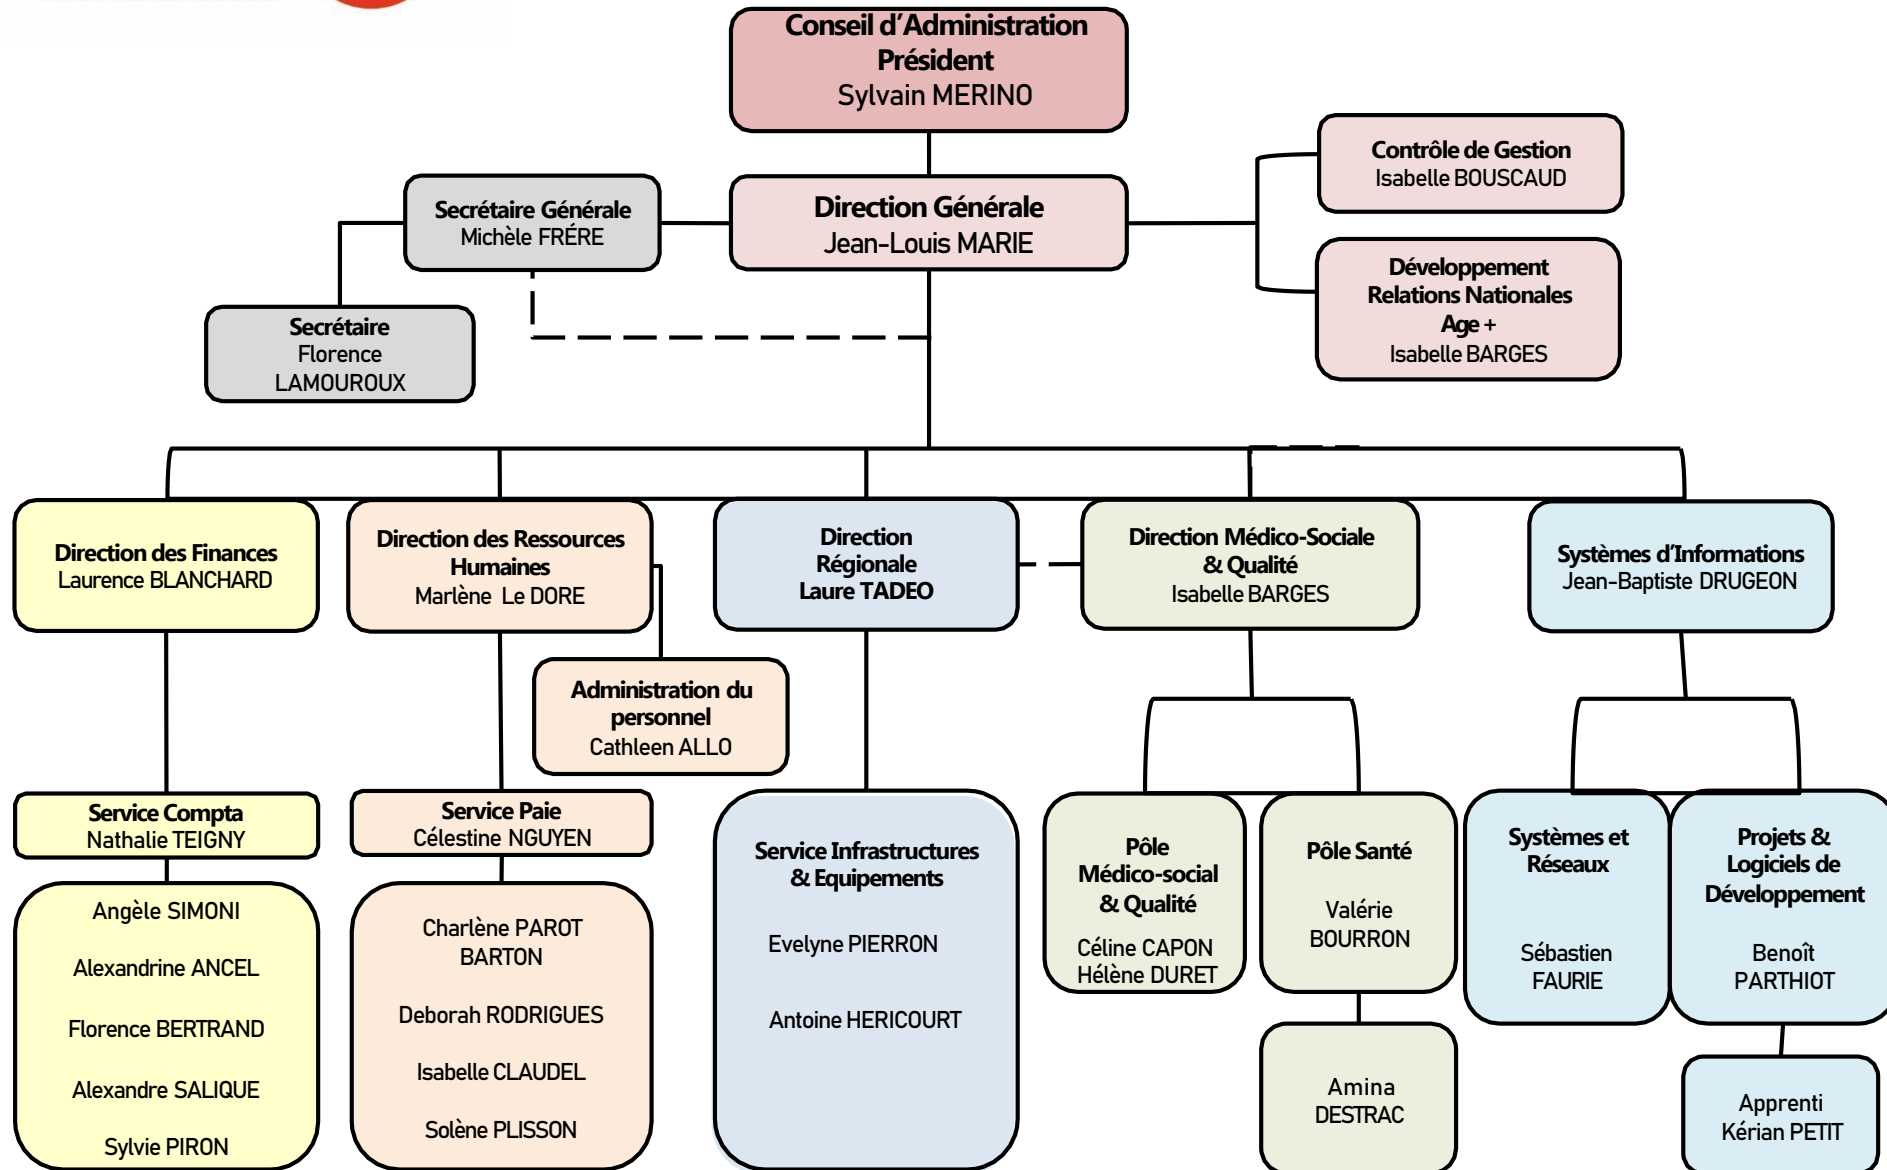 Conseil d'Administration
Président
Sylvain MERINO
Contrôle de Gestion
Isabelle BOUSCAUD
Secrétaire Générale
Michèle FRÉRE
Direction Générale
Jean-Louis MARIE
Développement
Relations Nationales
Age +
Isabelle BARGES
Secrétaire
Florence
LAMOUROUX
Direction des Finances
Laurence BLANCHARD
Direction des Ressources
Humaines
Marlène Le DORE
Direction
Régionale
Laure TADEO
Direction Médico-Sociale
& Qualité
Isabelle BARGES
Systèmes d'Informations
Jean-Baptiste DRUGEON
Administration du
personnel
Cathleen ALLO
Service Compta
Nathalie TEIGNY
Service Paie
Célestine NGUYEN
Angèle SIMONI
Alexandrine ANCEL
Florence BERTRAND
Alexandre SALIQUE
Sylvie PIRON
Charlène PAROT
BARTON
Deborah RODRIGUES
Isabelle CLAUDEL
Solène PLISSON
Service Infrastructures
& Equipements
Evelyne PIERRON
Antoine HERICOURT
Pôle
Médico-social
& Qualité
Céline CAPON
Hélène DURET
Pôle Santé
Valérie
BOURRON
Amina
DESTRAC
Systèmes et
Réseaux
Sébastien
FAURIE
Projets &
Logiciels de
Développement
Benoît
PARTHIOT
Apprenti
Kérian PETIT